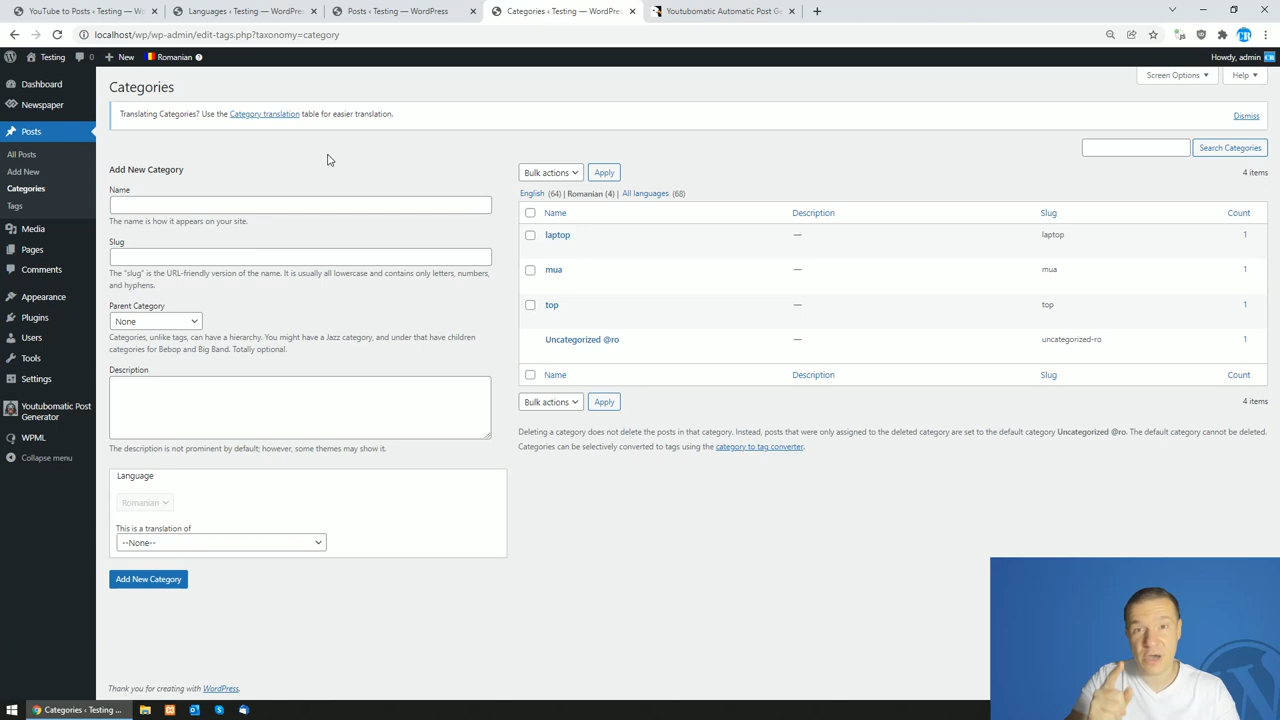 YouTube to Posts ‹ Testing — WordP
Languages ‹ Testing — WordPres
Posts ‹ Testing — WordPress
Categories ‹ Testing — WordPres
Youtubomatic Automatic Post Ge
localhost/wp/wp-admin/edit-tags.php?taxonomy=category
Testing
0
New
Romanian
Howdy, admin
Dashboard
Newspaper
Posts
All Posts
Add New
Categories
Tags
Media
Pages
Comments
Appearance
Plugins
Users
Tools
Settings
Youtubomatic Post
Generator
WPML
Collapse menu
Categories
Screen Options
Help
Translating Categories? Use the Category translation table for easier translation.
Dismiss
Add New Category
Name
The name is how it appears on your site.
Slug
The “slug” is the URL-friendly version of the name. It is usually all lowercase and contains only letters, numbers,
and hyphens.
Parent Category
None
Categories, unlike tags, can have a hierarchy. You might have a Jazz category, and under that have children
categories for Bebop and Big Band. Totally optional.
Description
The description is not prominent by default; however, some themes may show it.
Language
Romanian
This is a translation of
--None--
Add New Category
Search Categories
Bulk actions
Apply
4 items
English (64) | Romanian (4) | All languages (68)
Name Description Slug Count
laptop — laptop 1
mua — mua 1
top — top 1
Uncategorized @ro — uncategorized-ro 1
Name Description Slug Count
Bulk actions
Apply
4 items
Deleting a category does not delete the posts in that category. Instead, posts that were only assigned to the deleted category are set to the default category Uncategorized @ro. The default category cannot be deleted.
Categories can be selectively converted to tags using the category to tag converter.
Thank you for creating with WordPress.
Categories ‹ Testing ...